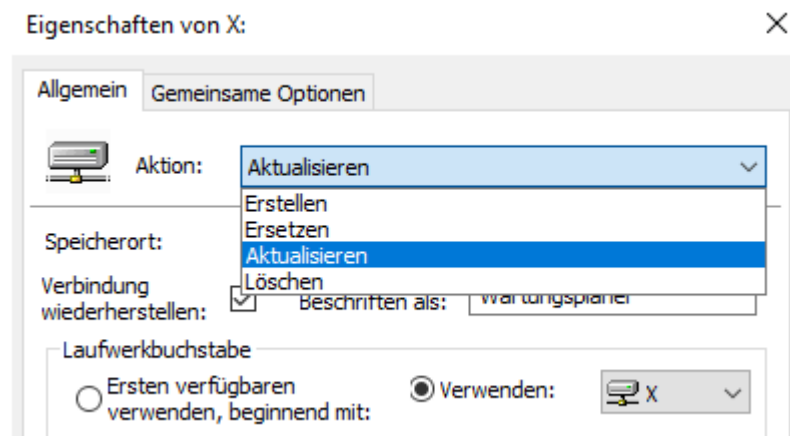 Eigenschaften von X:
Allgemein
Gemeinsame Optionen
Aktion:
Aktualisieren
Erstellen
Ersetzen
Aktualisieren
Löschen
Speicherort:
Verbindung
wiederherstellen:
Beschriften als:
Wartungsplaner
Laufwerkbuchstabe
Ersten verfügbaren
verwenden, beginnend mit:
Verwenden:
X